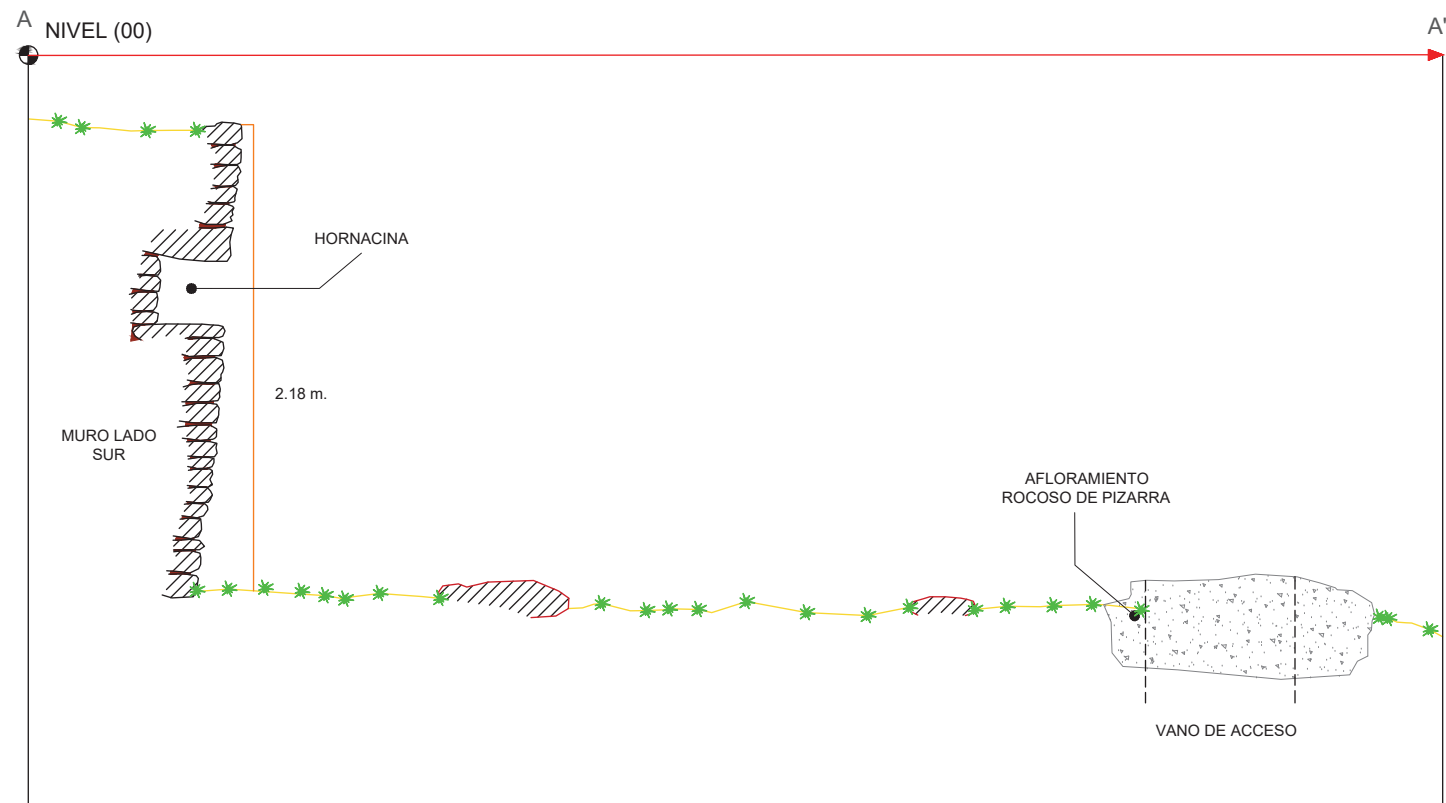 A
A'
NIVEL (00)
HORNACINA
2.18 m.
MURO LADO
SUR
AFLORAMIENTO
ROCOSO DE PIZARRA
VANO DE ACCESO